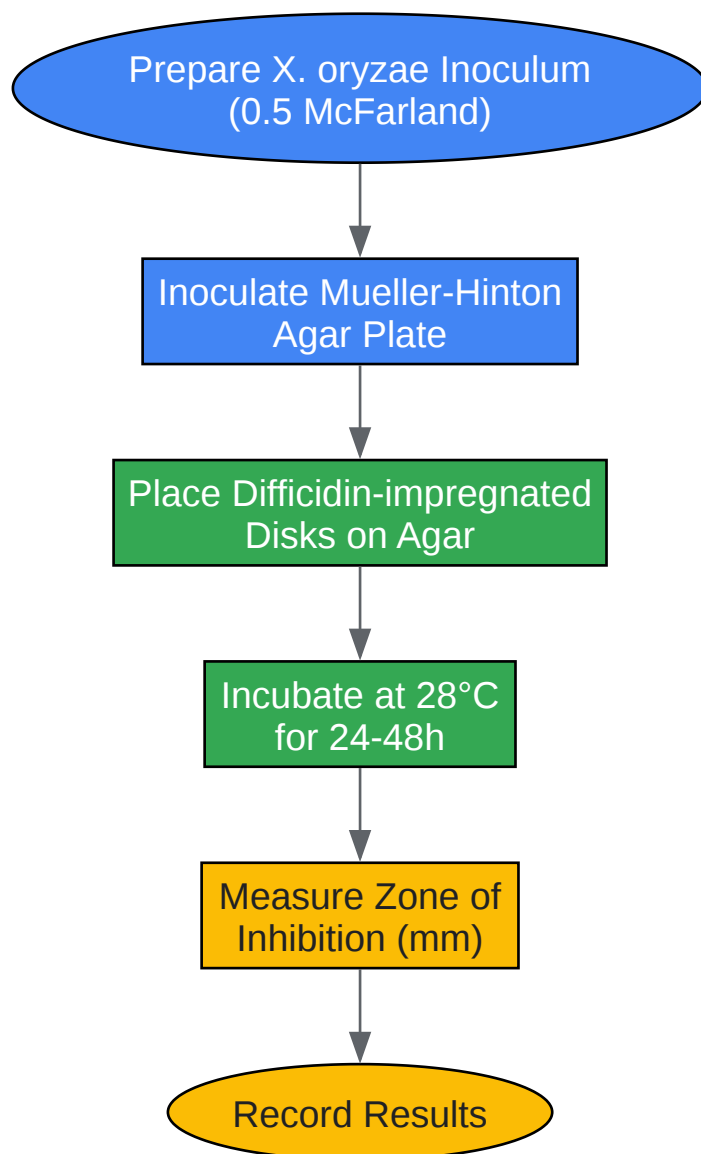 Prepare X. oryzae Inoculum
(0.5 McFarland)
Inoculate Mueller-Hinton
Agar Plate
Place Difficidin-impregnated
Disks on Agar
Incubate at 28°C
for 24-48h
Measure Zone of
Inhibition (mm)
Record Results